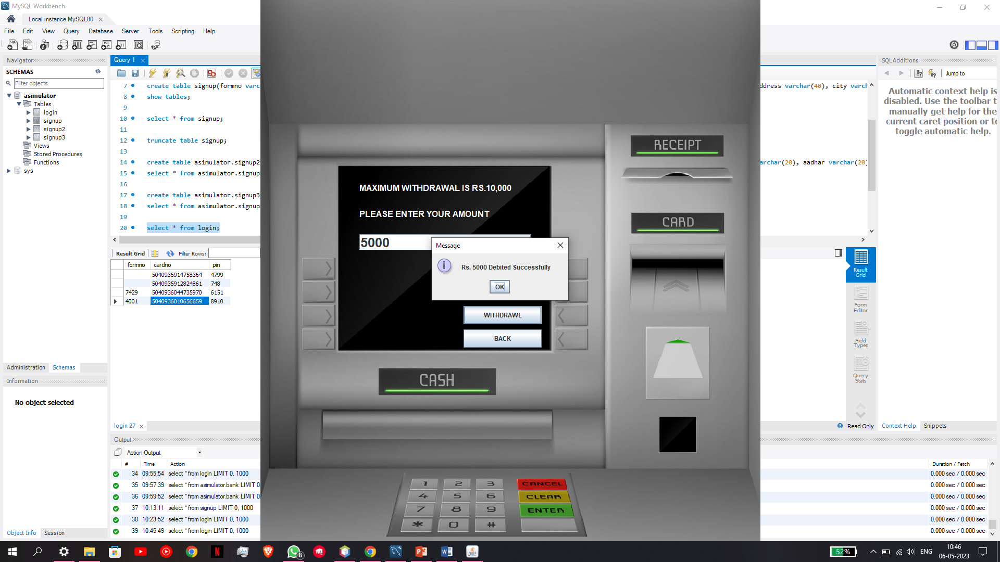 MySQL Workbench
Local instance MySQL80
File Edit View Query Database Server Tools Scripting Help
Navigator
SCHEMAS
Filter objects
asimulator
Tables
login
signup
signup2
signup3
Views
Stored Procedures
Functions
sys
Administration Schemas
Information
No object selected
Object Info Session
Query 1
7 create table signup(formno varc
8 show tables;
9
10 select * from signup;
11
12 truncate table signup;
13
14 create table asimulator.signup2
15 select * from asimulator.signup
16
17 create table asimulator.signup3
18 select * from asimulator.signup
19
20 select * from login;
ddress varchar(40), city varch
archar(20), aadhar varchar(20)
Result Grid Filter Rows:
formno cardno pin
5040935914758364 4799
5040935912824861 748
7429 5040936044735970 6151
4001 5040936010656659 8910
login 27
Output
Action Output
# Time Action
34 09:55:54 select * from login LIMIT 0, 1000
35 09:57:39 select * from asimulator.bank LIMIT 0
36 09:59:52 select * from asimulator.bank LIMIT 0
37 10:13:11 select * from signup LIMIT 0, 1000
38 10:23:52 select * from login LIMIT 0, 1000
39 10:45:49 select * from login LIMIT 0, 1000
MAXIMUM WITHDRAWAL IS RS.10,000
PLEASE ENTER YOUR AMOUNT
5000
Message
Rs. 5000 Debited Successfully
OK
WITHDRAWL
BACK
CASH
RECEIPT
CARD
1 2 3 CANCEL
4 5 6 CLEAR
7 8 9 ENTER
* 0 #
SQLAdditions
Jump to
Automatic context help is
disabled. Use the toolbar t
manually get help for the
current caret position or to
toggle automatic help.
Result
Grid
Form
Editor
Field
Types
Query
Stats
Read Only
Context Help Snippets
Duration / Fetch
0.000 sec / 0.000 sec
0.000 sec / 0.000 sec
0.000 sec / 0.000 sec
0.000 sec / 0.000 sec
0.000 sec / 0.000 sec
0.000 sec / 0.000 sec
8
52%
ENG
10:46
06-05-2023